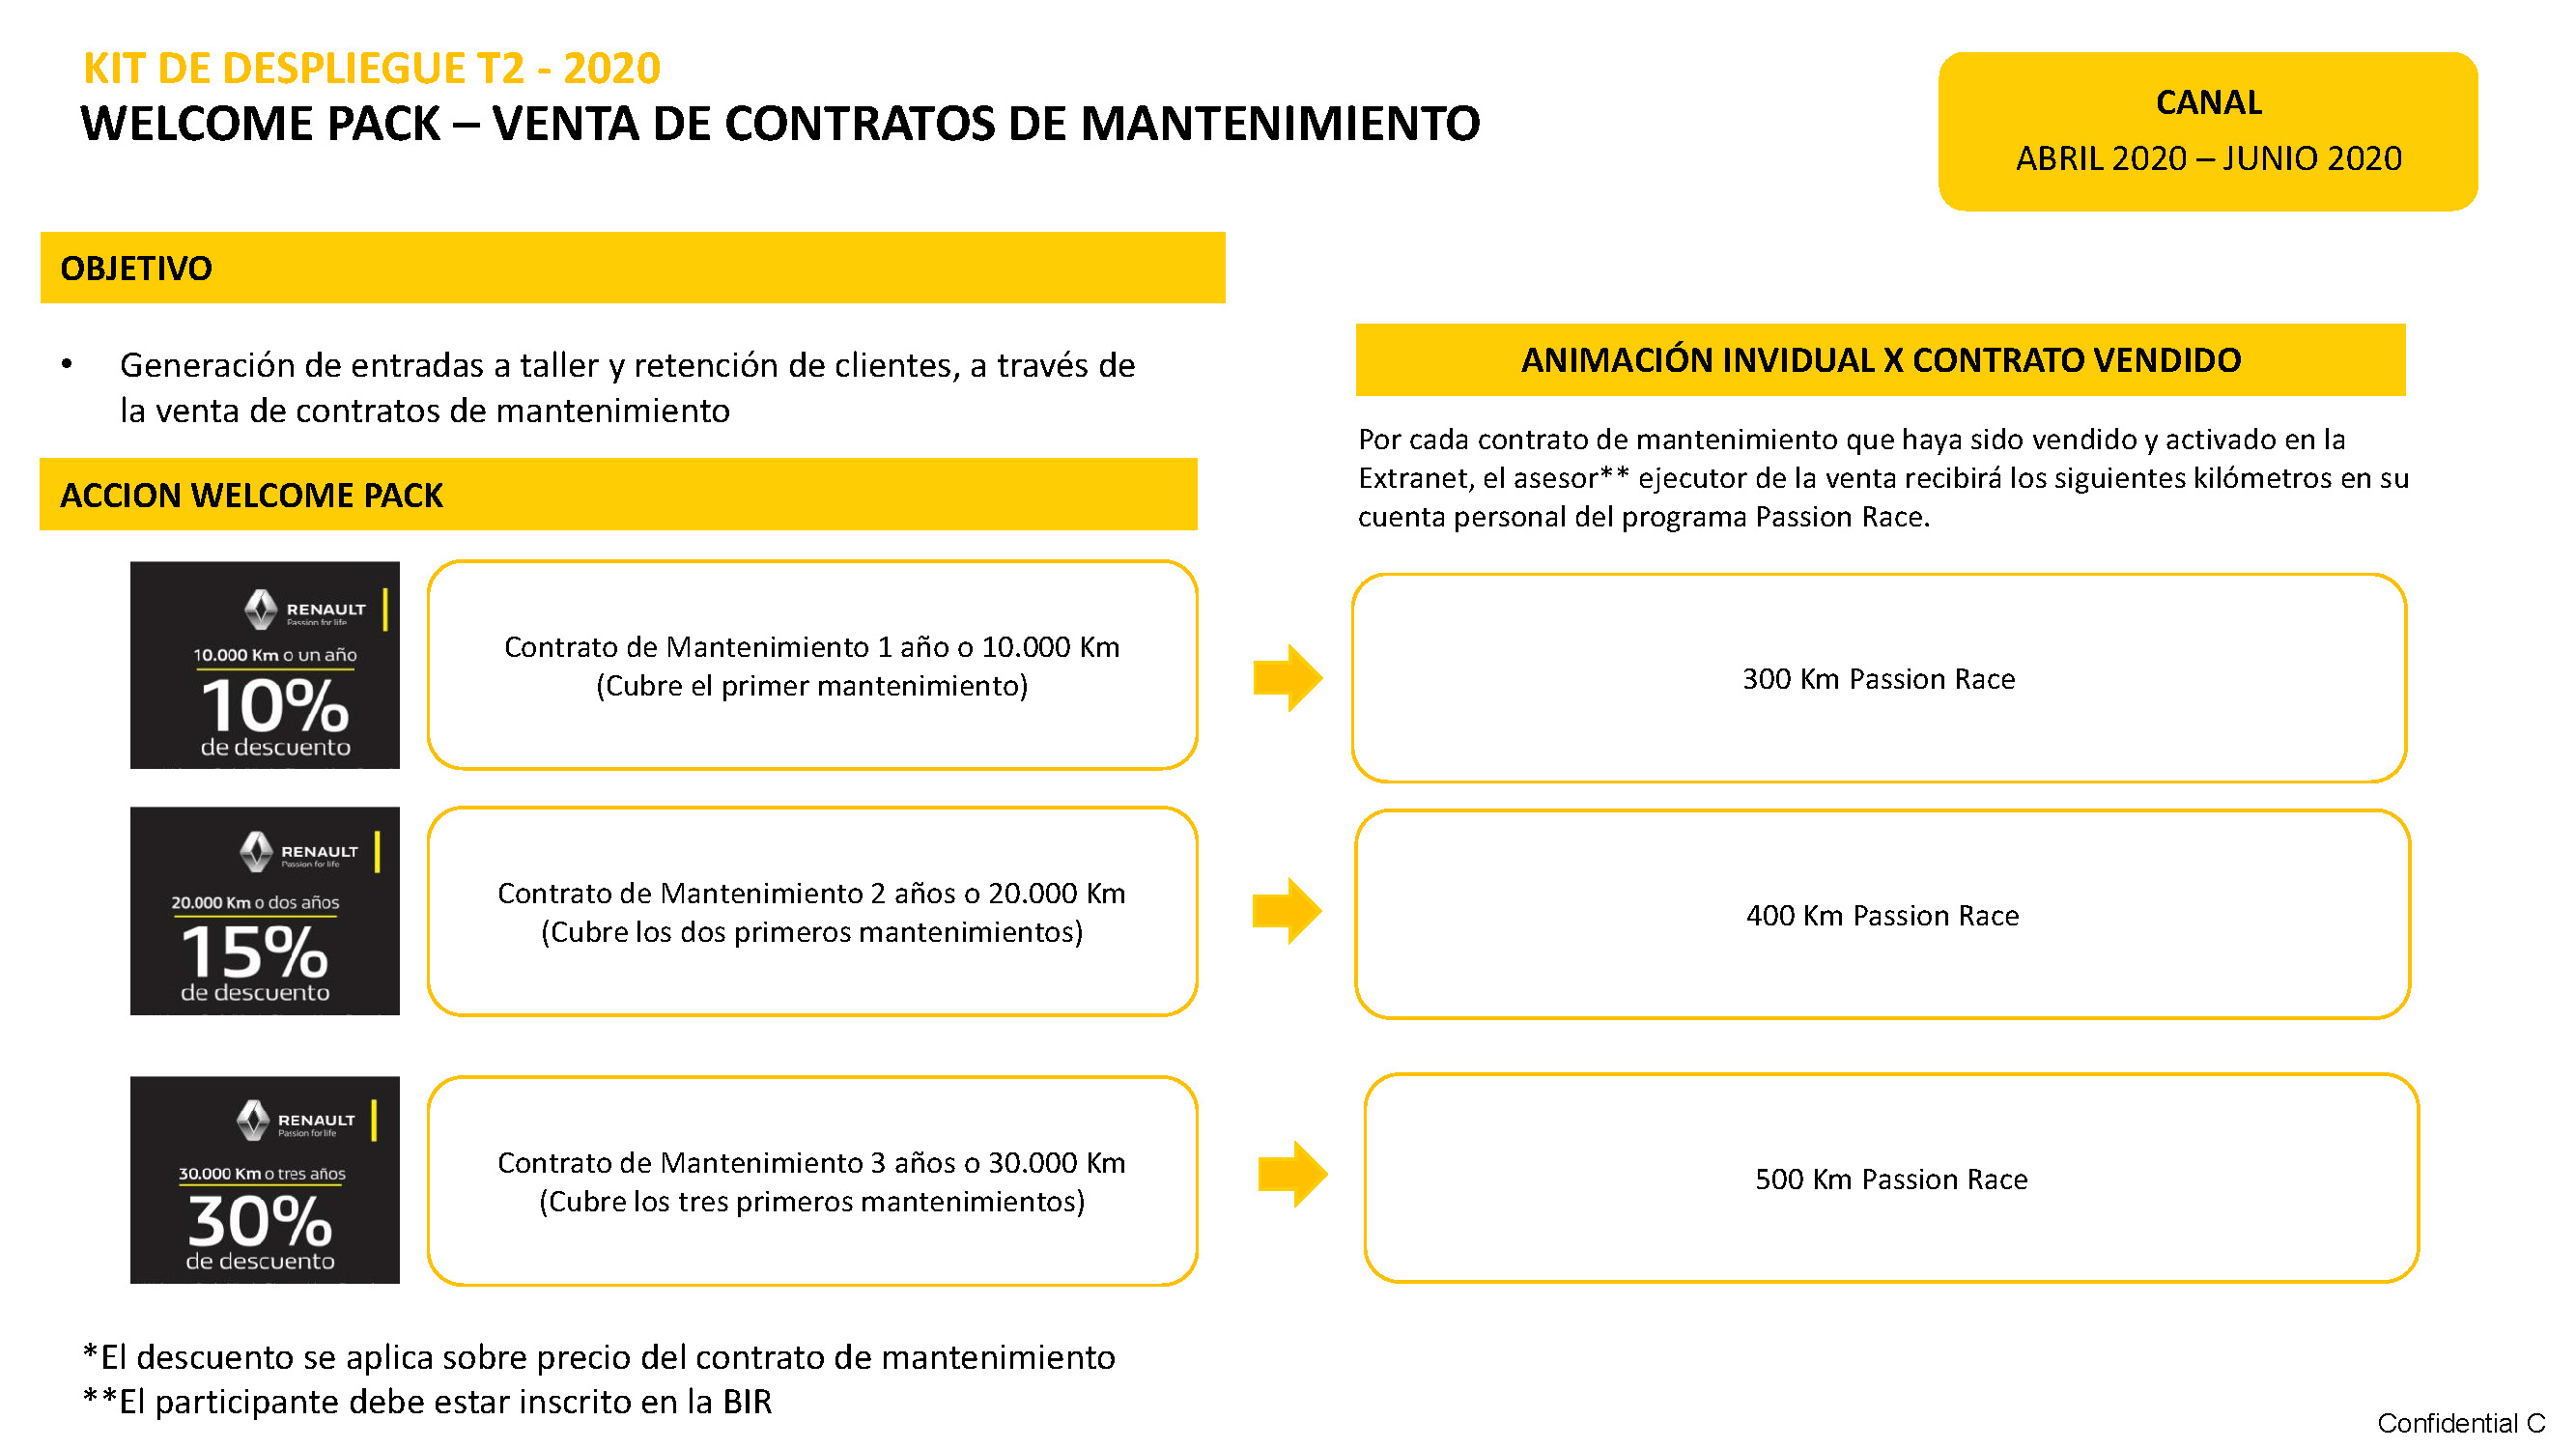 KIT DE DESPLIEGUE T2 - 2020
WELCOME PACK – VENTA DE CONTRATOS DE MANTENIMIENTO
CANAL
ABRIL 2020 – JUNIO 2020
OBJETIVO
• Generación de entradas a taller y retención de clientes, a través de
la venta de contratos de mantenimiento
ACCION WELCOME PACK
ANIMACIÓN INVIDUAL X CONTRATO VENDIDO
Por cada contrato de mantenimiento que haya sido vendido y activado en la
Extranet, el asesor** ejecutor de la venta recibirá los siguientes kilómetros en su
cuenta personal del programa Passion Race.
RENAULT
Passion for life
10.000 Km o un año
10%
de descuento
Contrato de Mantenimiento 1 año o 10.000 Km
(Cubre el primer mantenimiento)
300 Km Passion Race
RENAULT
Passion for life
20.000 Km o dos años
15%
de descuento
Contrato de Mantenimiento 2 años o 20.000 Km
(Cubre los dos primeros mantenimientos)
400 Km Passion Race
RENAULT
Passion for life
30.000 Km o tres años
30%
de descuento
Contrato de Mantenimiento 3 años o 30.000 Km
(Cubre los tres primeros mantenimientos)
500 Km Passion Race
*El descuento se aplica sobre precio del contrato de mantenimiento
**El participante debe estar inscrito en la BIR
Confidential C